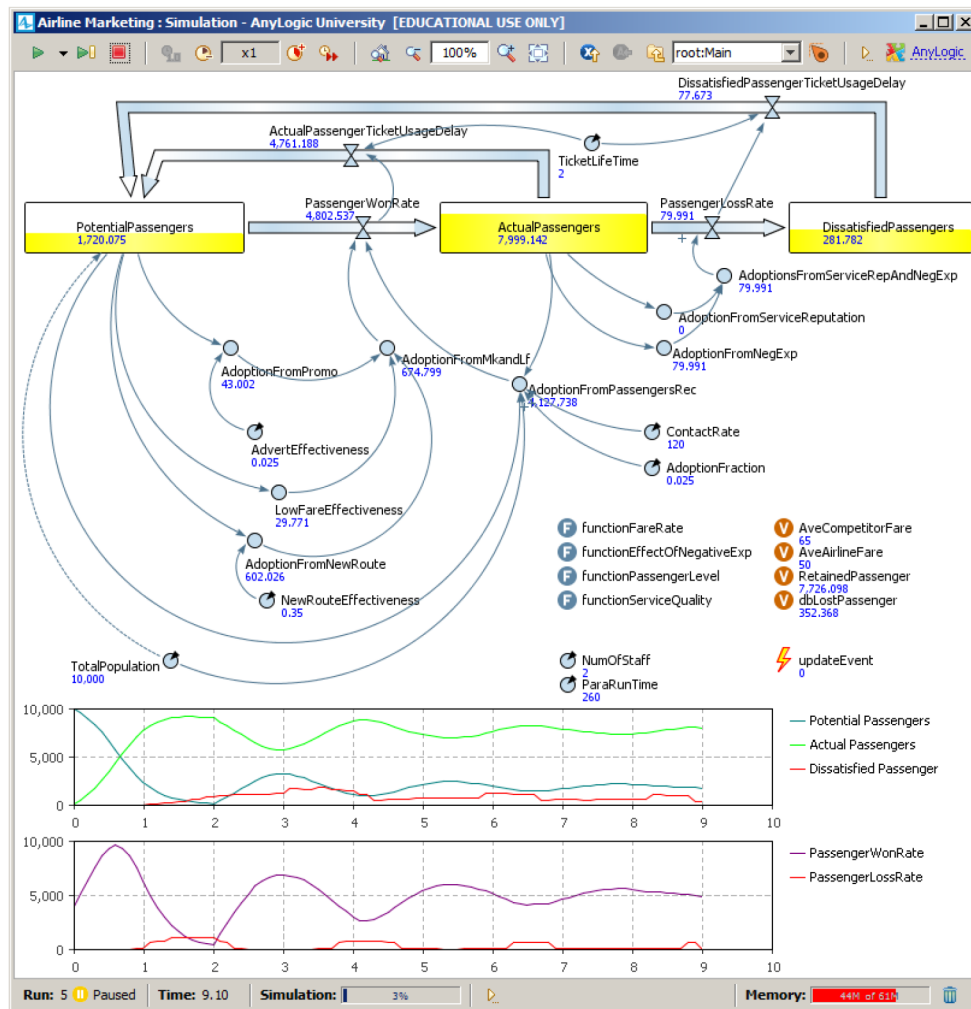 Airline Marketing : Simulation - AnyLogic University [EDUCATIONAL USE ONLY]
x1
100%
root:Main
AnyLogic
DissatisfiedPassengerTicketUsageDelay
77.673
ActualPassengerTicketUsageDelay
4,761.188
TicketLifeTime
2
PassengerWonRate
4,802.537
PassengerLossRate
79.991
PotentialPassengers
1,720.075
ActualPassengers
7,999.142
DissatisfiedPassengers
281.782
AdoptionsFromServiceRepAndNegExp
79.991
AdoptionFromServiceReputation
0
AdoptionFromNegExp
79.991
AdoptionFromPromo
43.002
AdoptionFromMkandLf
674.799
AdoptionFromPassengersRec
4,127.738
AdvertEffectiveness
0.025
ContactRate
120
AdoptionFraction
0.025
LowFareEffectiveness
29.771
AdoptionFromNewRoute
602.026
NewRouteEffectiveness
0.35
F functionFareRate
F functionEffectOfNegativeExp
F functionPassengerLevel
F functionServiceQuality
V AveCompetitorFare
65
V AveAirlineFare
50
V RetainedPassenger
7,726.098
V dbLostPassenger
352.368
TotalPopulation
10,000
NumOfStaff
2
ParaRunTime
260
updateEvent
0
10,000
5,000
0
0 1 2 3 4 5 6 7 8 9 10
Potential Passengers
Actual Passengers
Dissatisfied Passenger
10,000
5,000
0
0 1 2 3 4 5 6 7 8 9 10
PassengerWonRate
PassengerLossRate
Run: 5 Paused Time: 9.10 Simulation: 3% Memory: 44M of 61M